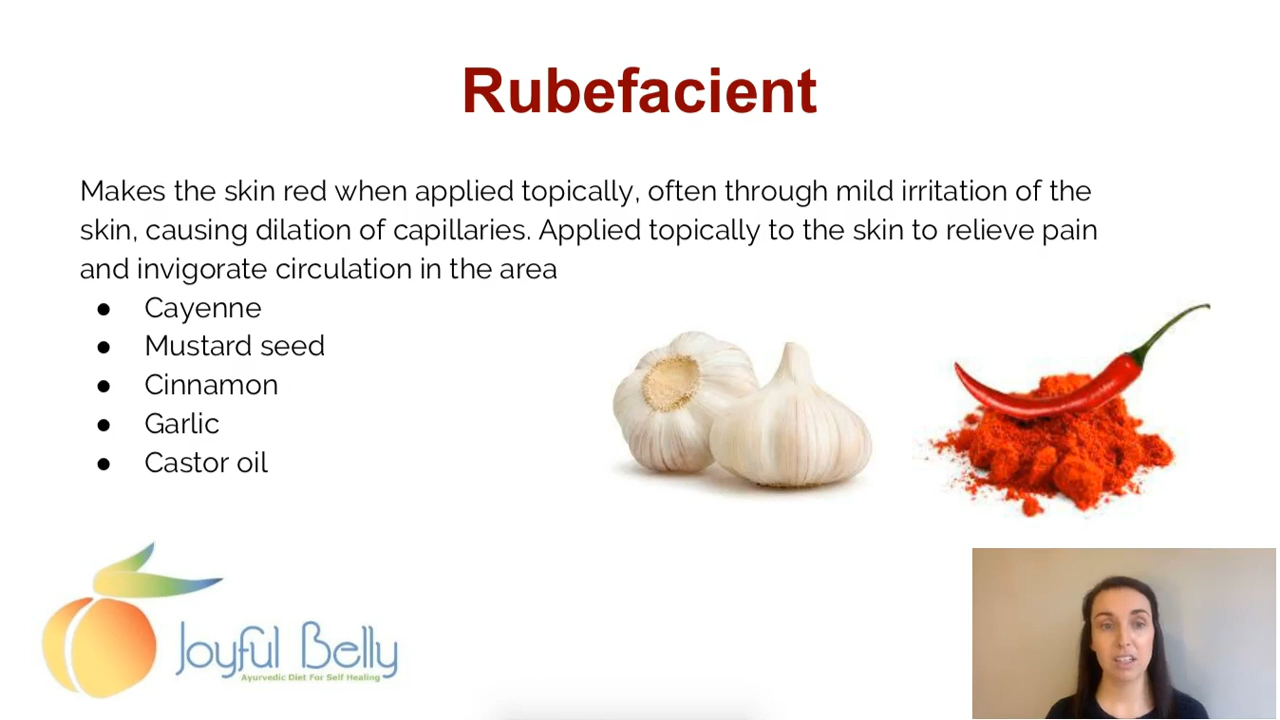 Rubefacient
Makes the skin red when applied topically, often through mild irritation of the
skin, causing dilation of capillaries. Applied topically to the skin to relieve pain
and invigorate circulation in the area
● Cayenne
● Mustard seed
● Cinnamon
● Garlic
● Castor oil
Joyful Belly
Ayurvedic Diet For Self Healing